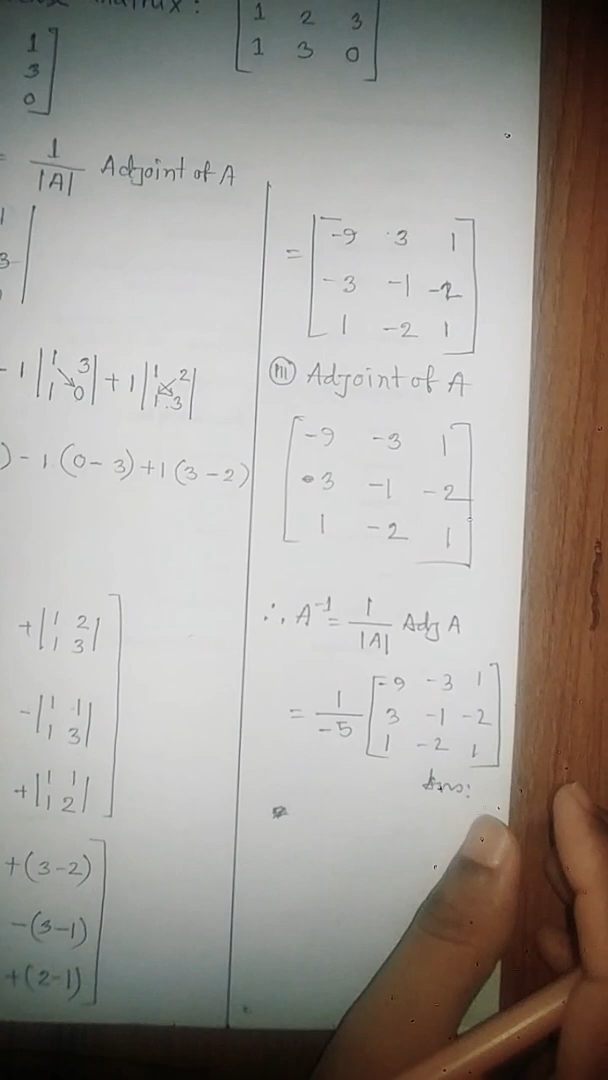 matrix:
1 2 3
1 3 0
1
3
0
= 1/|A| Adjoint of A
1
3
- 1 |1 3 1 0| + 1 |1 2 1 3|
) - 1 (0 - 3) + 1 (3 - 2)
+ |1 2 1 3|
- |1 1 1 3|
+ |1 1 1 2|
+(3-2)
-(3-1)
+(2-1)
= [-9 3 1
-3 -1 -2
1 -2 1]
(iii) Adjoint of A
[-9 -3 1
3 -1 -2
1 -2 1]
∴ A⁻¹ = 1/|A| Adj A
= 1/-5 [-9 -3 1
3 -1 -2
1 -2 1]
Ans: